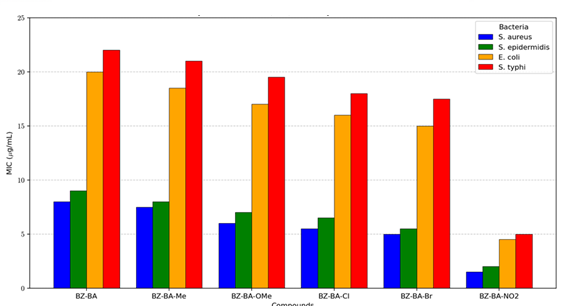 25
20
15
10
5
0
MIC (μg/mL)
Bacteria
S. aureus
S. epidermidis
E. coli
S. typhi
BZ-BA BZ-BA-Me BZ-BA-OMe BZ-BA-Cl BZ-BA-Br BZ-BA-NO2
Compounds